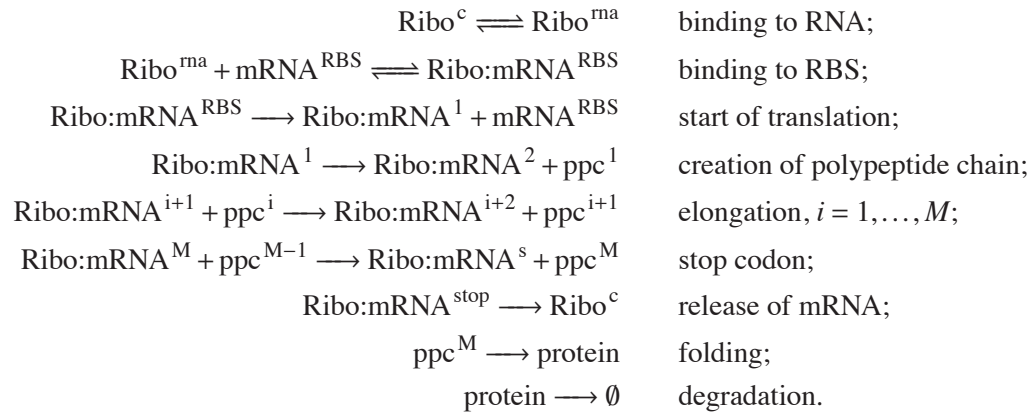 Ribo^c ⇌ Ribo^rna binding to RNA;
Ribo^rna + mRNA^RBS ⇌ Ribo:mRNA^RBS binding to RBS;
Ribo:mRNA^RBS ⟶ Ribo:mRNA^1 + mRNA^RBS start of translation;
Ribo:mRNA^1 ⟶ Ribo:mRNA^2 + ppc^1 creation of polypeptide chain;
Ribo:mRNA^i+1 + ppc^i ⟶ Ribo:mRNA^i+2 + ppc^i+1 elongation, i = 1,..., M;
Ribo:mRNA^M + ppc^M−1 ⟶ Ribo:mRNA^s + ppc^M stop codon;
Ribo:mRNA^stop ⟶ Ribo^c release of mRNA;
ppc^M ⟶ protein folding;
protein ⟶ ∅ degradation.